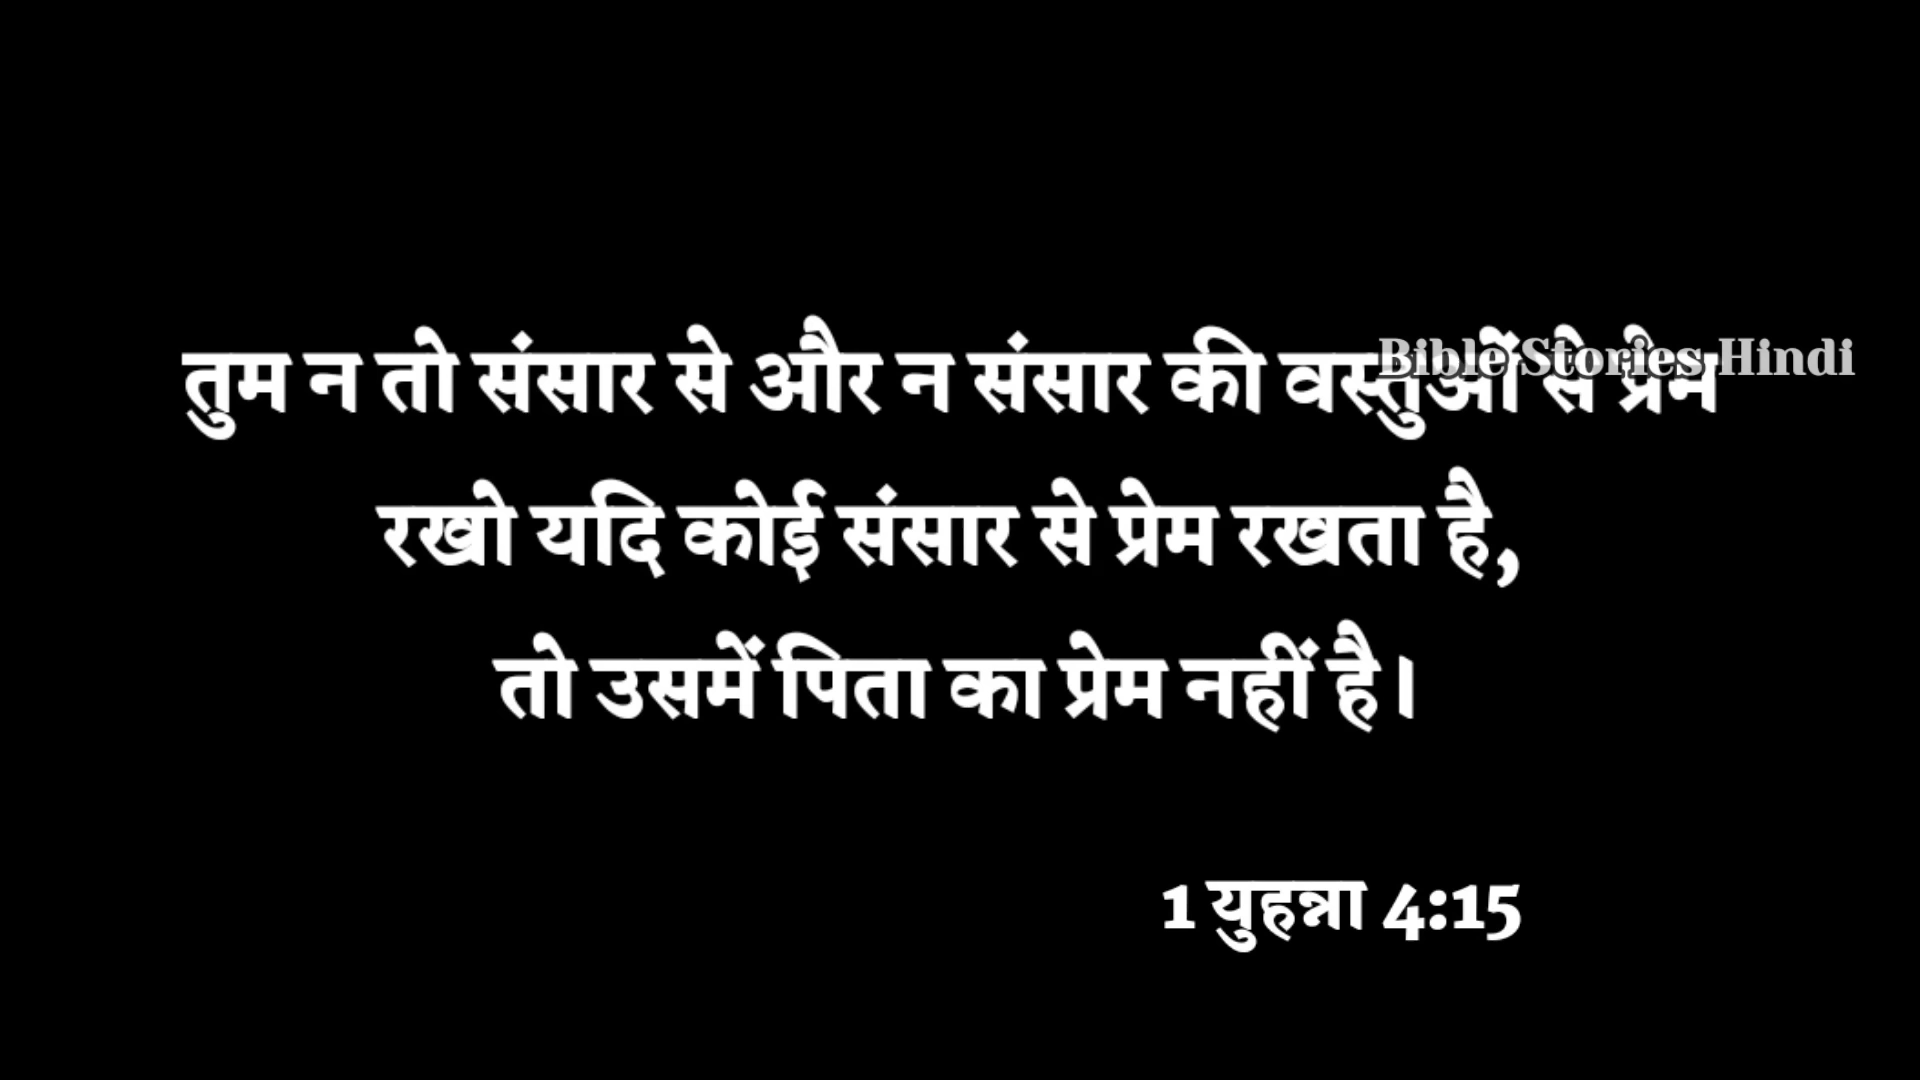 तुम न तो संसार से और न संसार की वस्तुओं से प्रेम
Bible Stories Hindi
रखो यदि कोई संसार से प्रेम रखता है,
तो उसमें पिता का प्रेम नहीं है।
1 युहन्ना 4:15